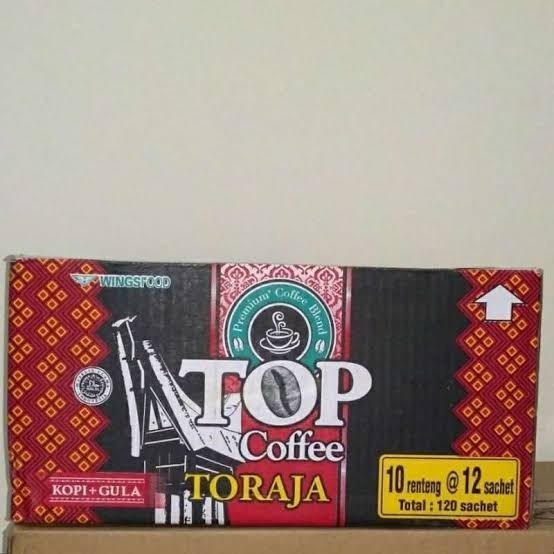 WINGSFOOD
Premium* Coffee Blend
TOP
Coffee
TORAJA
KOPI+GULA
10 renteng @ 12 sachet
Total : 120 sachet